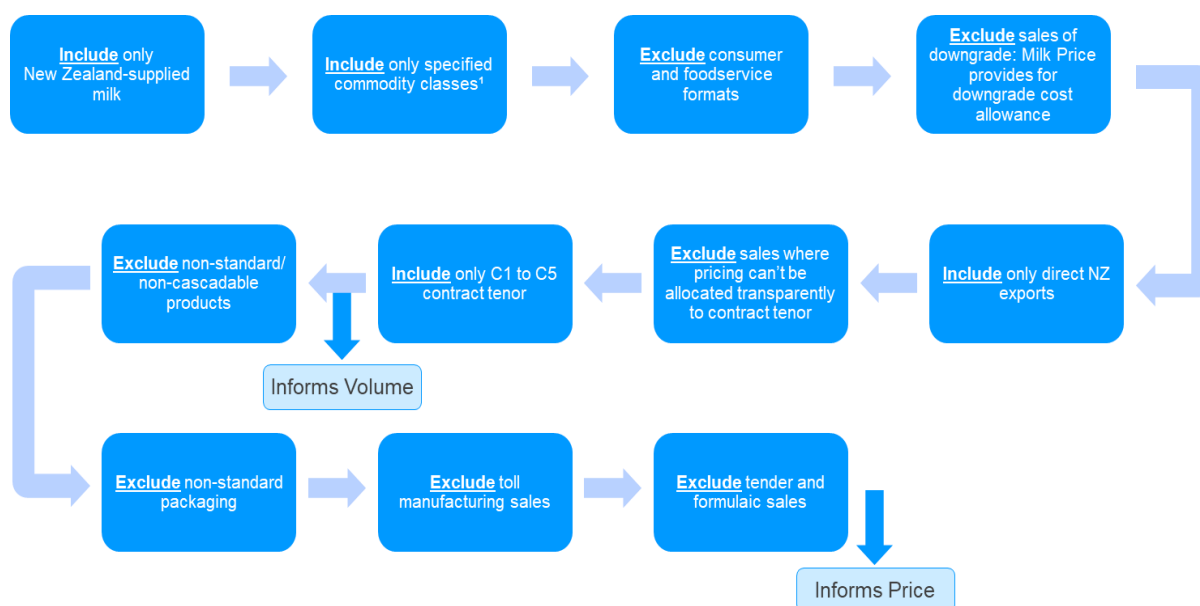 Include only
New Zealand-supplied
milk
Include only specified
commodity classes¹
Exclude consumer
and foodservice
formats
Exclude sales of
downgrade: Milk Price
provides for
downgrade cost
allowance
Include only direct NZ
exports
Exclude sales where
pricing can't be
allocated transparently
to contract tenor
Include only C1 to C5
contract tenor
Exclude non-standard/
non-cascadable
products
Informs Volume
Exclude non-standard
packaging
Exclude toll
manufacturing sales
Exclude tender and
formulaic sales
Informs Price